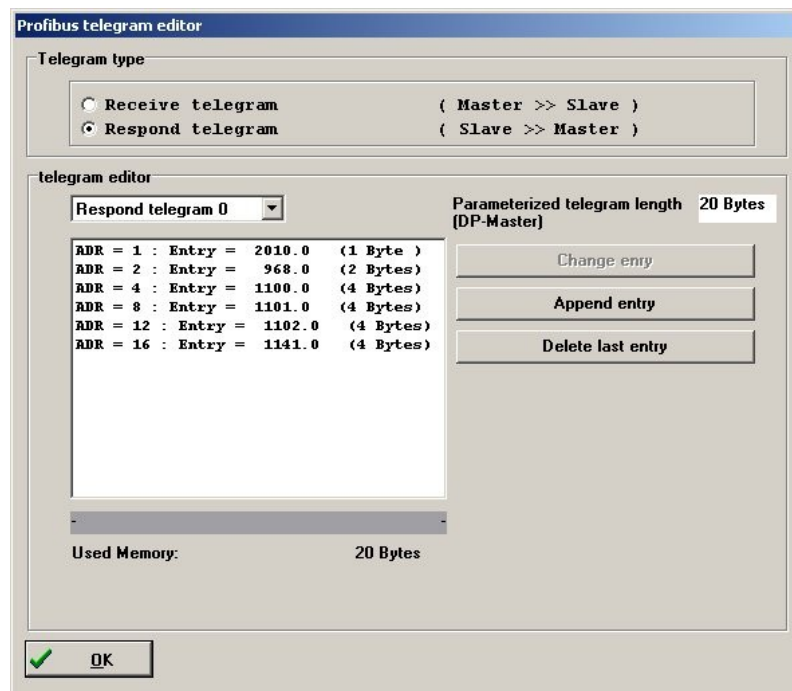 Profibus telegram editor
Telegram type
Receive telegram ( Master >> Slave )
Respond telegram ( Slave >> Master )
telegram editor
Respond telegram 0
Parameterized telegram length 20 Bytes
(DP-Master)
ADR = 1 : Entry = 2010.0 (1 Byte )
ADR = 2 : Entry = 968.0 (2 Bytes)
ADR = 4 : Entry = 1100.0 (4 Bytes)
ADR = 8 : Entry = 1101.0 (4 Bytes)
ADR = 12 : Entry = 1102.0 (4 Bytes)
ADR = 16 : Entry = 1141.0 (4 Bytes)
Change enry
Append entry
Delete last entry
- -
Used Memory: 20 Bytes
OK